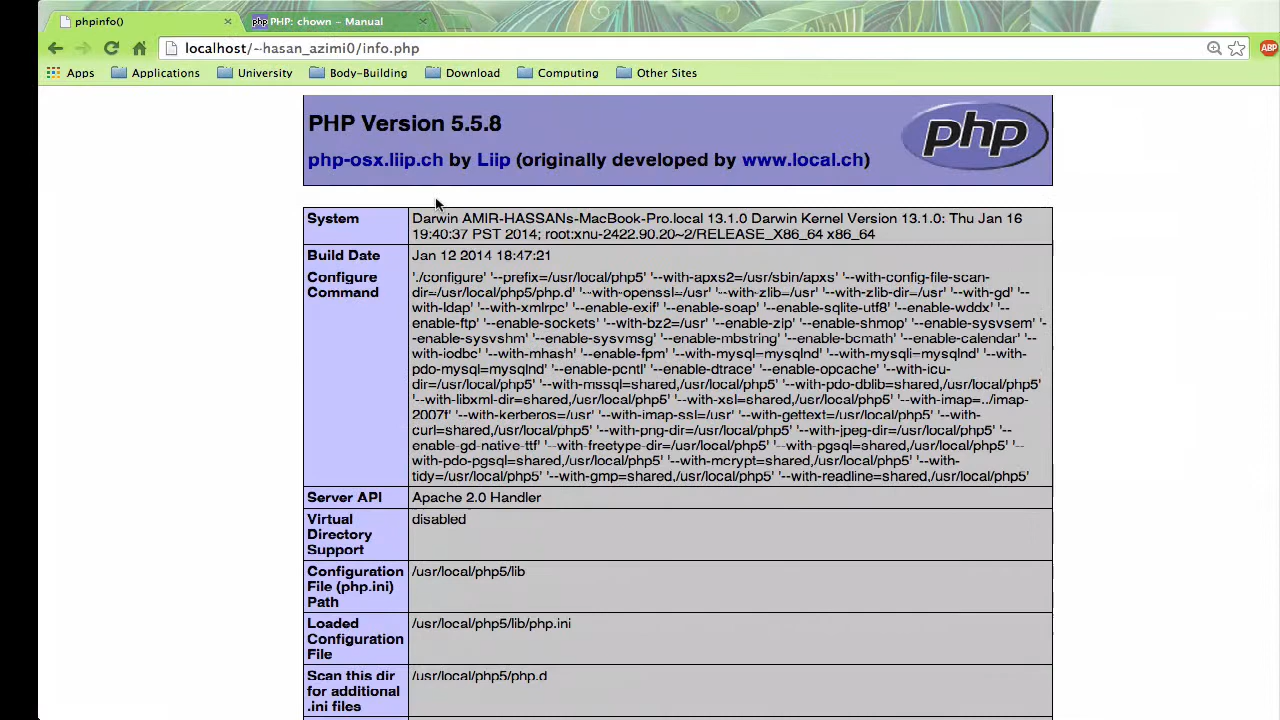 phpinfo()
php PHP: chown - Manual
localhost/~hasan_azimi0/info.php
ABP
Apps Applications University Body-Building Download Computing Other Sites
PHP Version 5.5.8
php
php-osx.liip.ch by Liip (originally developed by www.local.ch)
System
Darwin AMIR-HASSANs-MacBook-Pro.local 13.1.0 Darwin Kernel Version 13.1.0: Thu Jan 16
19:40:37 PST 2014; root:xnu-2422.90.20~2/RELEASE_X86_64 x86_64
Build Date
Jan 12 2014 18:47:21
Configure
Command
'./configure' '--prefix=/usr/local/php5' '--with-apxs2=/usr/sbin/apxs' '--with-config-file-scan-
dir=/usr/local/php5/php.d' '--with-openssl=/usr' '--with-zlib=/usr' '--with-zlib-dir=/usr' '--with-gd' '--
with-ldap' '--with-xmlrpc' '--enable-exif' '--enable-soap' '--enable-sqlite-utf8' '--enable-wddx' '--
enable-ftp' '--enable-sockets' '--with-bz2=/usr' '--enable-zip' '--enable-shmop' '--enable-sysvsem' '-
-enable-sysvshm' '--enable-sysvmsg' '--enable-mbstring' '--enable-bcmath' '--enable-calendar' '--
with-iodbc' '--with-mhash' '--enable-fpm' '--with-mysql=mysqlnd' '--with-mysqli=mysqlnd' '--with-
pdo-mysql=mysqlnd' '--enable-pcntl' '--enable-dtrace' '--enable-opcache' '--with-icu-
dir=/usr/local/php5' '--with-mssql=shared,/usr/local/php5' '--with-pdo-dblib=shared,/usr/local/php5'
'--with-libxml-dir=shared,/usr/local/php5' '--with-xsl=shared,/usr/local/php5' '--with-imap=../imap-
2007f' '--with-kerberos=/usr' '--with-imap-ssl=/usr' '--with-gettext=/usr/local/php5' '--with-
curl=shared,/usr/local/php5' '--with-png-dir=/usr/local/php5' '--with-jpeg-dir=/usr/local/php5' '--
enable-gd-native-ttf' '--with-freetype-dir=/usr/local/php5' '--with-pgsql=shared,/usr/local/php5' '--
with-pdo-pgsql=shared,/usr/local/php5' '--with-mcrypt=shared,/usr/local/php5' '--with-
tidy=/usr/local/php5' '--with-gmp=shared,/usr/local/php5' '--with-readline=shared,/usr/local/php5'
Server API
Apache 2.0 Handler
Virtual
Directory
Support
disabled
Configuration
File (php.ini)
Path
/usr/local/php5/lib
Loaded
Configuration
File
/usr/local/php5/lib/php.ini
Scan this dir
for additional
.ini files
/usr/local/php5/php.d